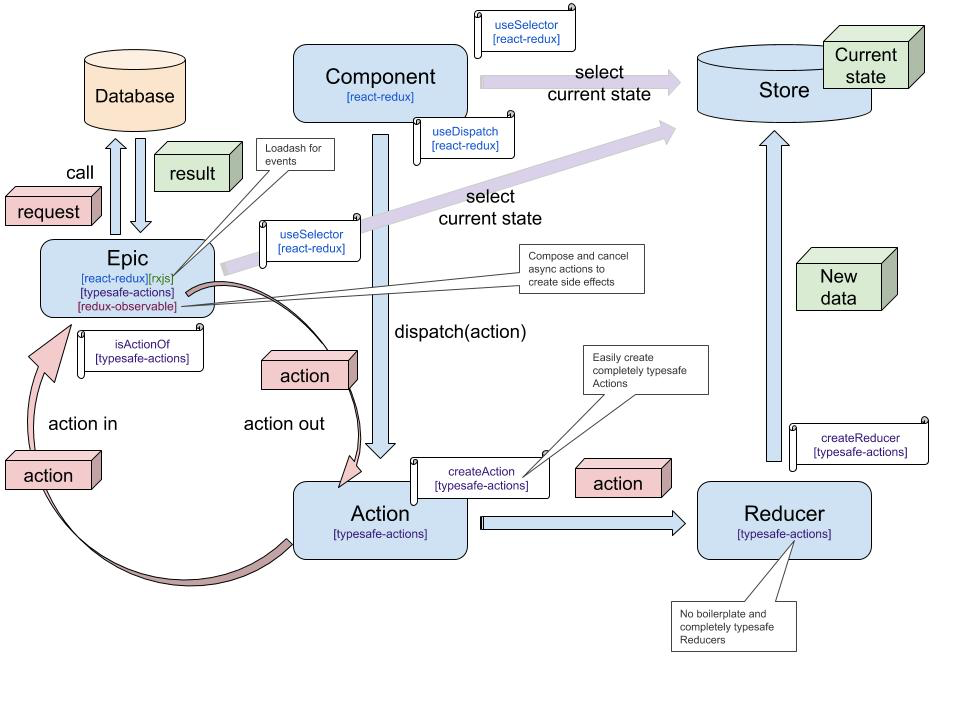 useSelector
[react-redux]
Current
state
Component
[react-redux]
select
current state
Store
Database
useDispatch
[react-redux]
Loadash for
events
call
result
request
select
current state
useSelector
[react-redux]
Epic
[react-redux][rxjs]
[typesafe-actions]
[redux-observable]
Compose and cancel
async actions to
create side effects
New
data
isActionOf
[typesafe-actions]
dispatch(action)
action
Easily create
completely typesafe
Actions
action in
action out
createReducer
[typesafe-actions]
action
createAction
[typesafe-actions]
action
Action
[typesafe-actions]
Reducer
[typesafe-actions]
No boilerplate and
completely typesafe
Reducers